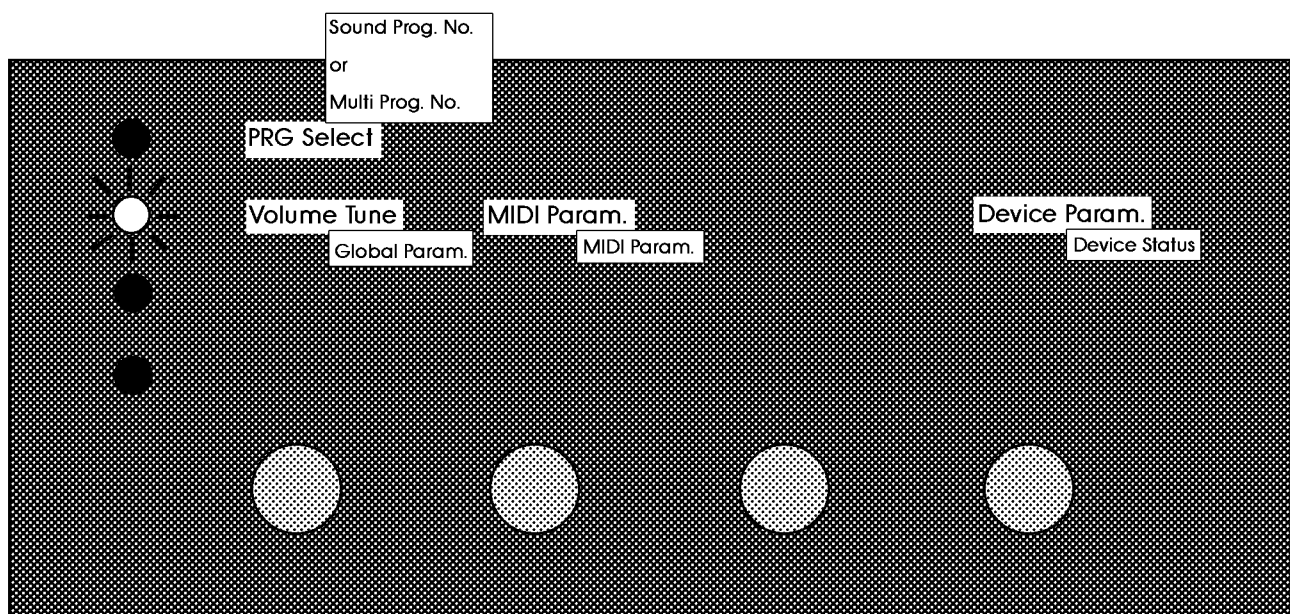 Sound Prog. No.
or
Multi Prog. No.
PRG Select
Volume Tune
MIDI Param.
Device Param.
Global Param.
MIDI Param.
Device Status